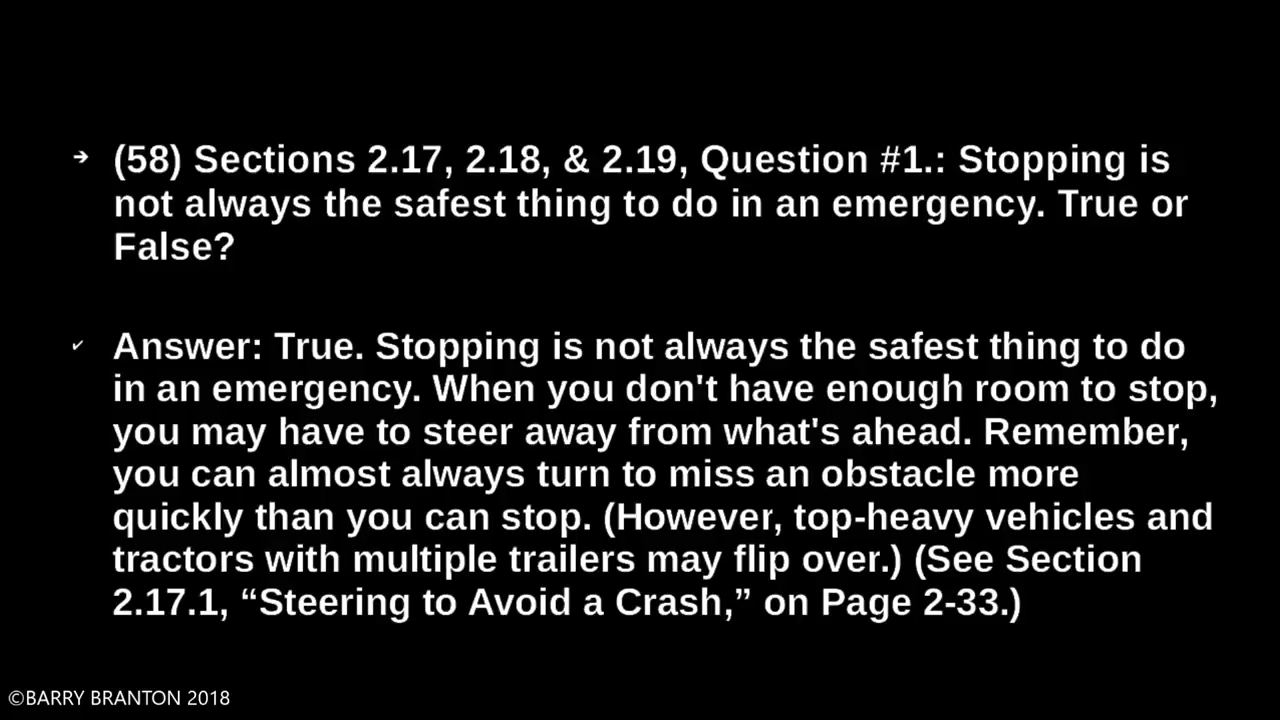 ➔ (58) Sections 2.17, 2.18, & 2.19, Question #1.: Stopping is
not always the safest thing to do in an emergency. True or
False?
✓ Answer: True. Stopping is not always the safest thing to do
in an emergency. When you don't have enough room to stop,
you may have to steer away from what's ahead. Remember,
you can almost always turn to miss an obstacle more
quickly than you can stop. (However, top-heavy vehicles and
tractors with multiple trailers may flip over.) (See Section
2.17.1, “Steering to Avoid a Crash,” on Page 2-33.)
©BARRY BRANTON 2018